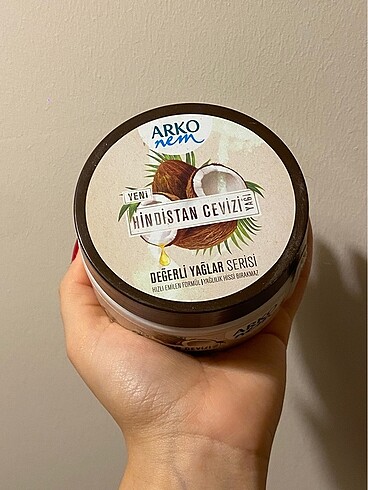 ARKO
nem
YENİ
HİNDİSTAN CEVİZİ
YAĞI
DEĞERLİ YAĞLAR SERİSİ
HIZLI EMİLEN FORMÜL | YAĞLILIK HİSSİ BIRAKMAZ
ARKO